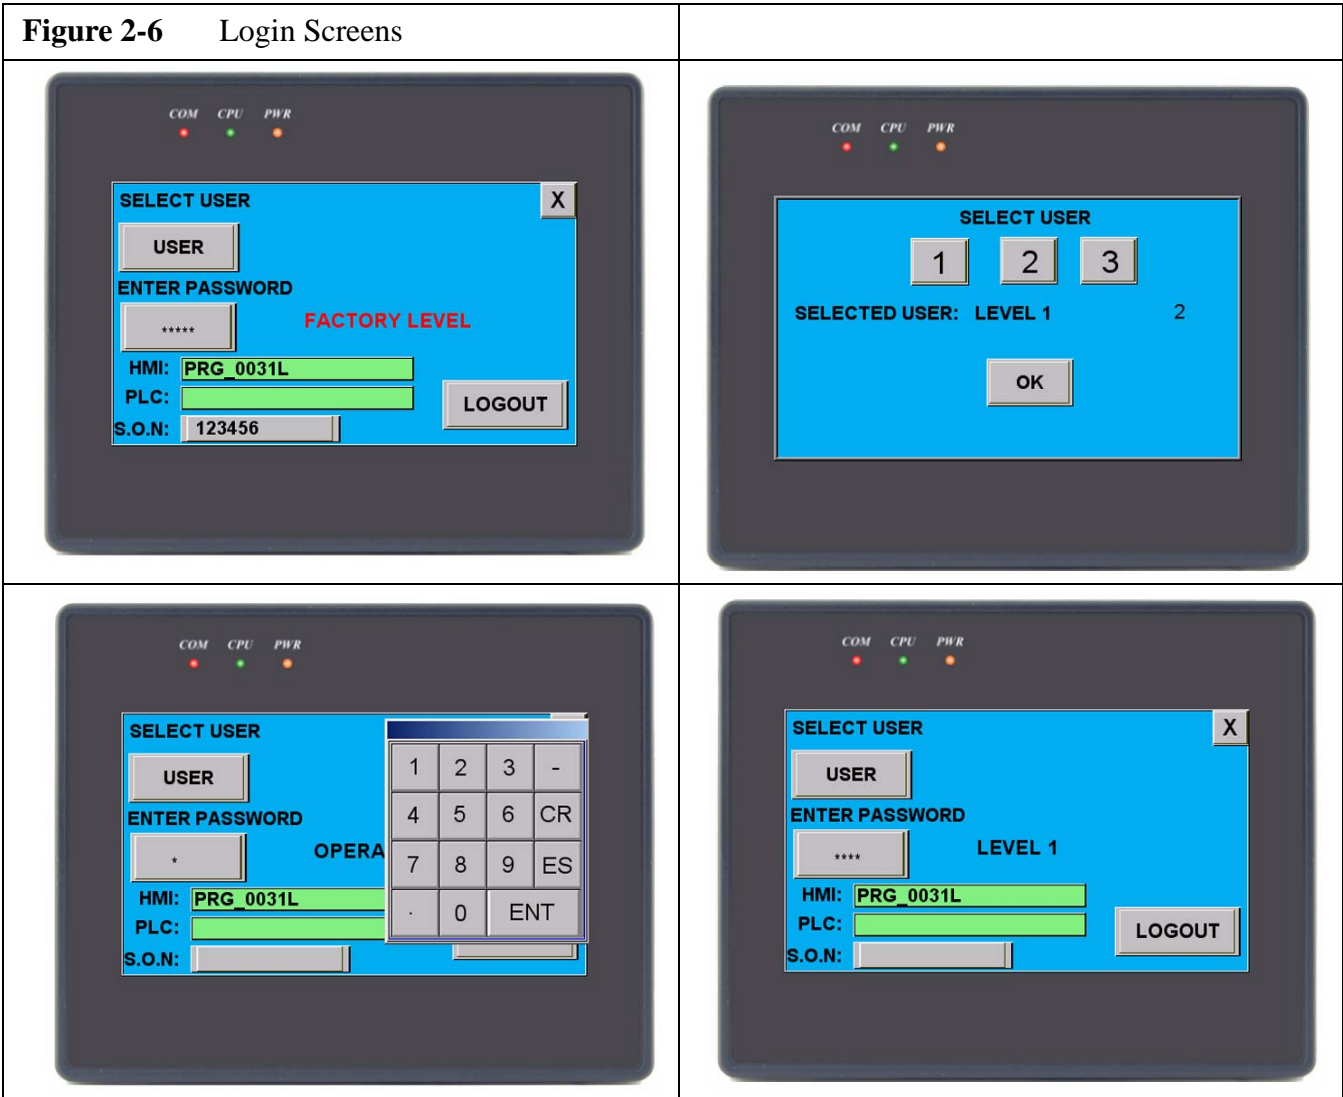 Figure 2-6 Login Screens
COM CPU PWR
SELECT USER X
USER
ENTER PASSWORD
***** FACTORY LEVEL
HMI: PRG_0031L
PLC:
LOGOUT
S.O.N: 123456
COM CPU PWR
SELECT USER
1 2 3
SELECTED USER: LEVEL 1 2
OK
COM CPU PWR
SELECT USER
USER
ENTER PASSWORD
* OPERA
HMI: PRG_0031L
PLC:
S.O.N:
1 2 3 -
4 5 6 CR
7 8 9 ES
. 0 ENT
COM CPU PWR
SELECT USER X
USER
ENTER PASSWORD
**** LEVEL 1
HMI: PRG_0031L
PLC:
LOGOUT
S.O.N: